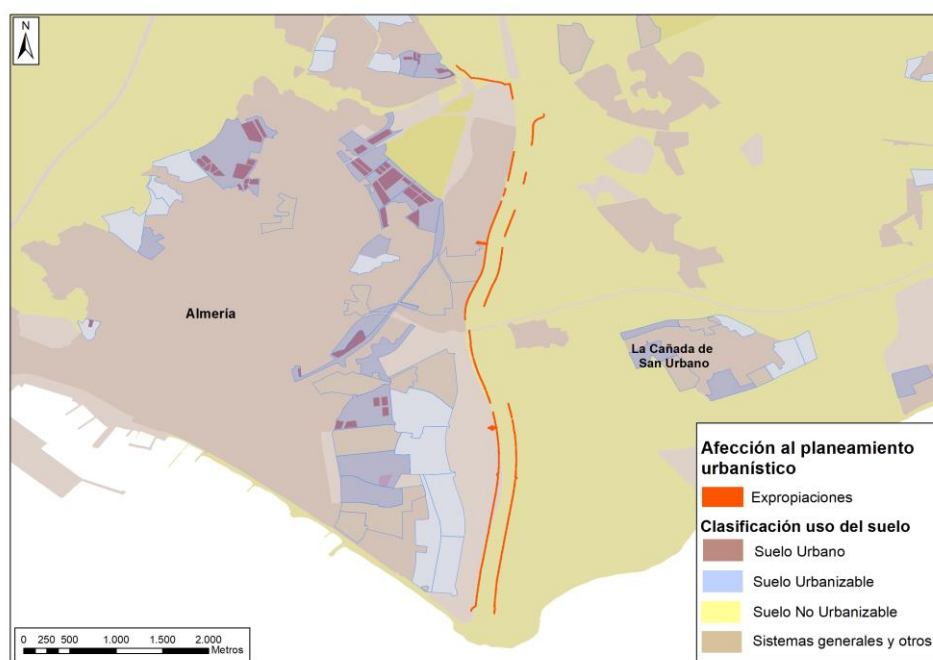 N
Almería
La Cañada de
San Urbano
Afección al planeamiento
urbanístico
Expropiaciones
Clasificación uso del suelo
Suelo Urbano
Suelo Urbanizable
Suelo No Urbanizable
Sistemas generales y otros
0 250 500 1.000 1.500 2.000
Metros